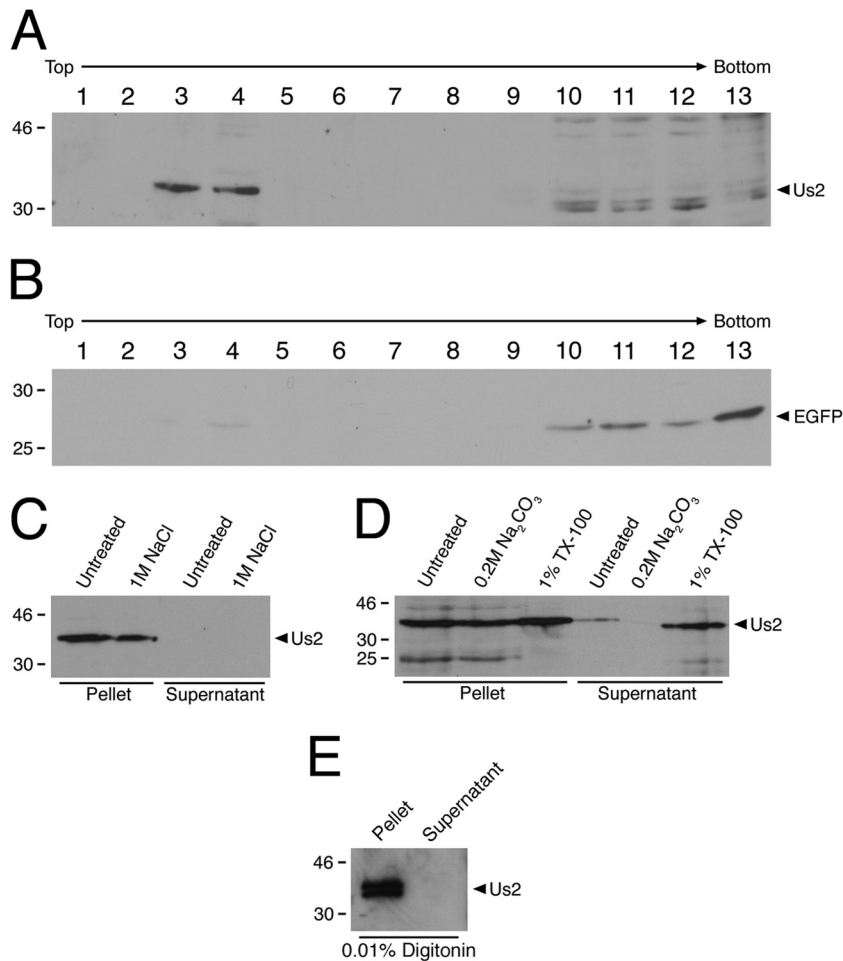 A
Top Bottom
1 2 3 4 5 6 7 8 9 10 11 12 13
46 -
◄ Us2
30 -
B
Top Bottom
1 2 3 4 5 6 7 8 9 10 11 12 13
30 -
◄ EGFP
25 -
C
Untreated 1M NaCl Untreated 1M NaCl
46 -
◄ Us2
30 -
Pellet Supernatant
D
Untreated 0.2M Na₂CO₃ 1% TX-100 Untreated 0.2M Na₂CO₃ 1% TX-100
46 -
◄ Us2
30 -
25 -
Pellet Supernatant
E
Pellet Supernatant
46 -
◄ Us2
30 -
0.01% Digitonin